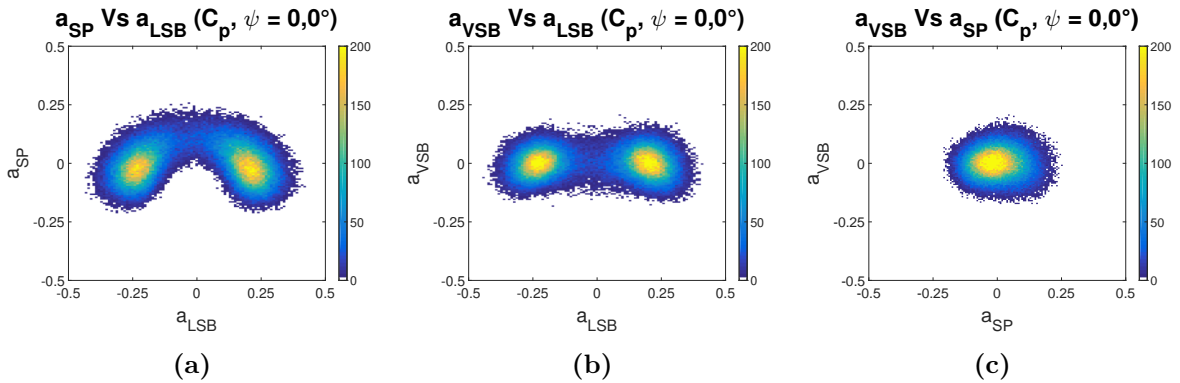 a_SP Vs a_LSB (C_p, ψ = 0,0°)
0.5
0.25
0
-0.25
-0.5
a_SP
-0.5 -0.25 0 0.25 0.5
a_LSB
200
150
100
50
0
(a)
a_VSB Vs a_LSB (C_p, ψ = 0,0°)
0.5
0.25
0
-0.25
-0.5
a_VSB
-0.5 -0.25 0 0.25 0.5
a_LSB
200
150
100
50
0
(b)
a_VSB Vs a_SP (C_p, ψ = 0,0°)
0.5
0.25
0
-0.25
-0.5
a_VSB
-0.5 -0.25 0 0.25 0.5
a_SP
200
150
100
50
0
(c)